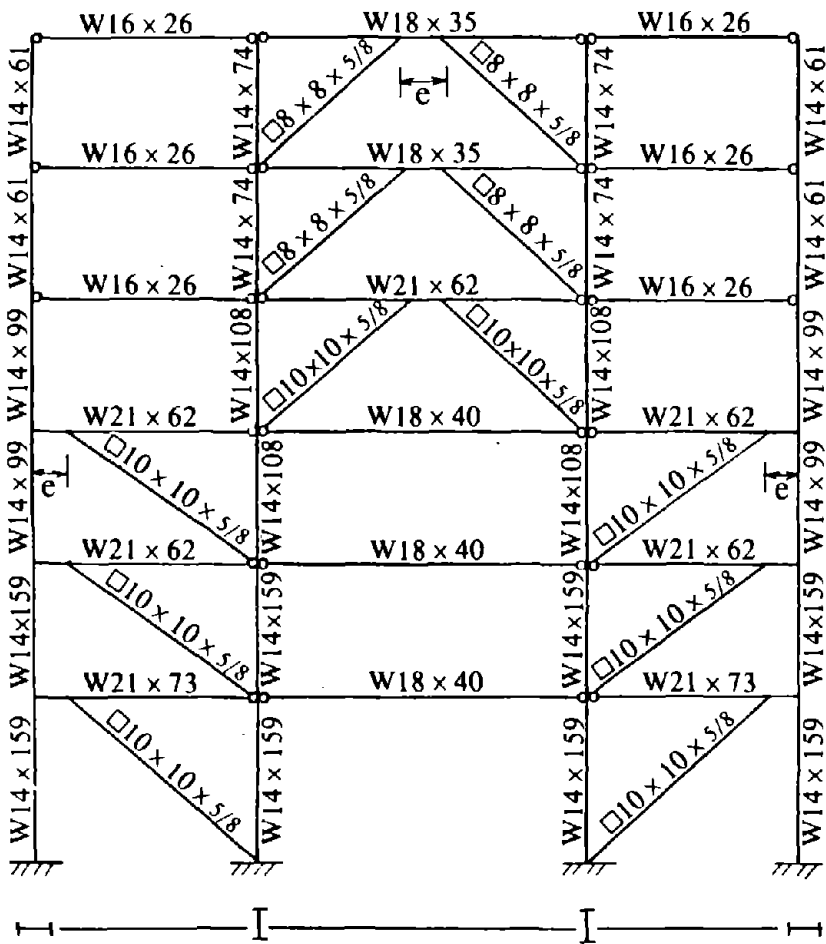 W16 × 26 W18 × 35 W16 × 26
W14 × 61 W14 × 74 □8 × 8 × 5/8 e □8 × 8 × 5/8 W14 × 74 W14 × 61
W16 × 26 W18 × 35 W16 × 26
W14 × 61 W14 × 74 □8 × 8 × 5/8 □8 × 8 × 5/8 W14 × 74 W14 × 61
W16 × 26 W21 × 62 W16 × 26
W14 × 99 W14×108 □10×10× 5/8 □10×10× 5/8 W14×108 W14 × 99
W21 × 62 W18 × 40 W21 × 62
e e
W14 × 99 □10 × 10 × 5/8 W14×108 W14×108 □10 × 10 × 5/8 W14 × 99
W21 × 62 W18 × 40 W21 × 62
W14×159 □10 × 10 × 5/8 W14×159 W14×159 □10 × 10 × 5/8 W14×159
W21 × 73 W18 × 40 W21 × 73
W14 × 159 □10 × 10 × 5/8 W14 × 159 W14 × 159 □10 × 10 × 5/8 W14 × 159